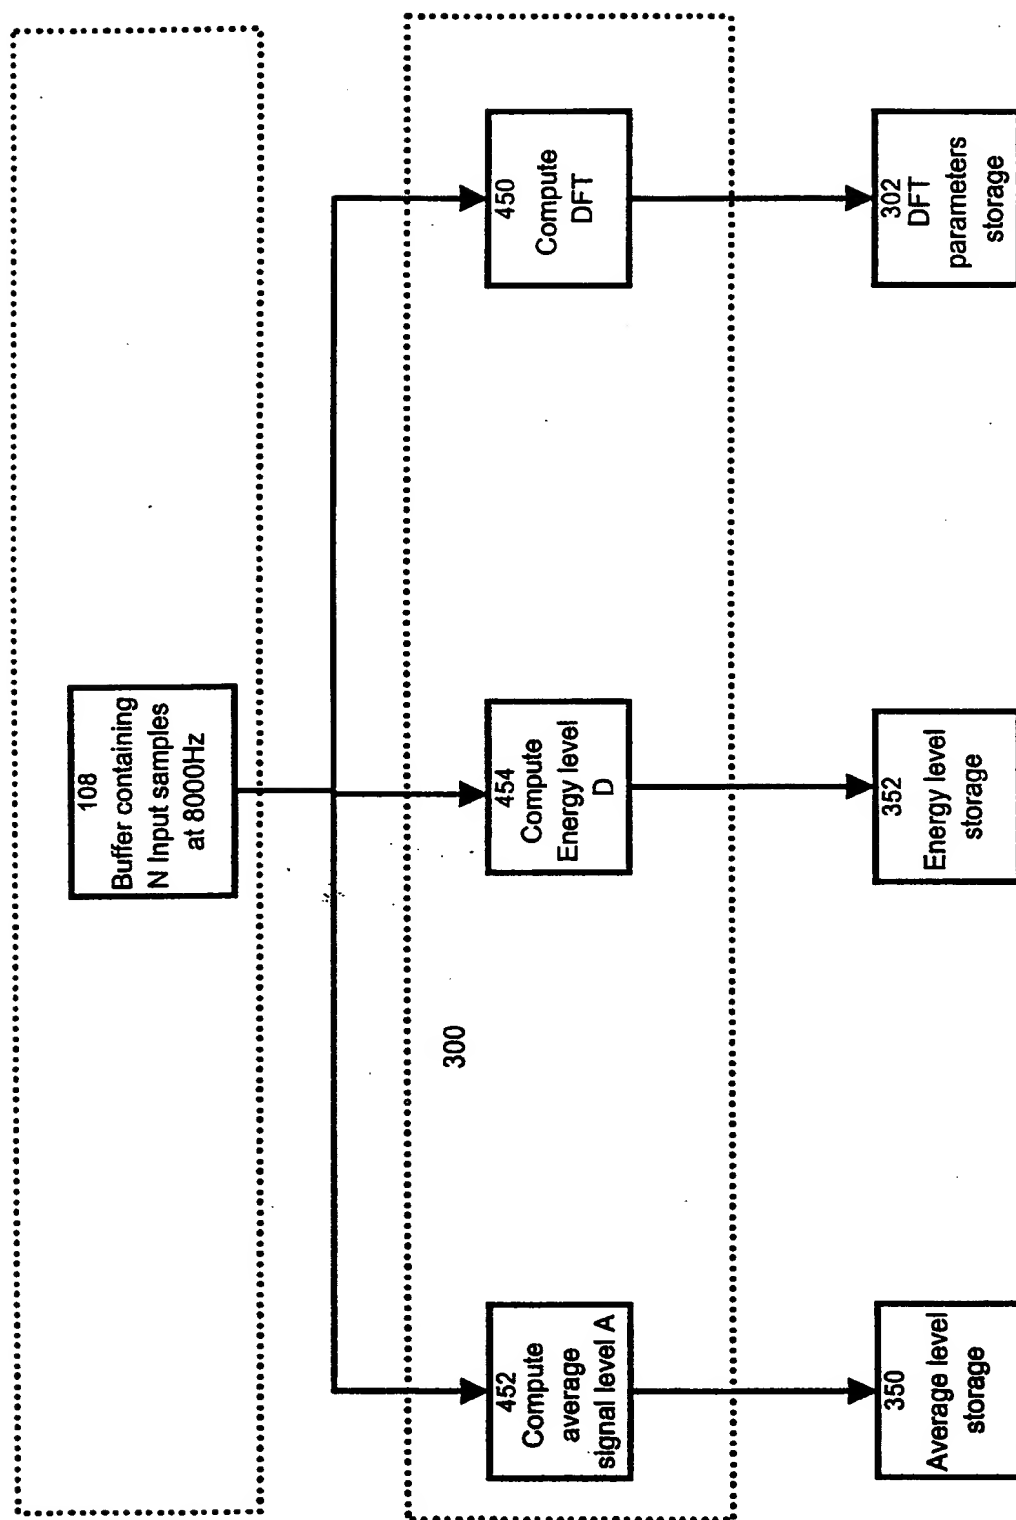 108
Buffer containing
N Input samples
at 8000Hz
300
452
Compute
average
signal level A
454
Compute
Energy level
D
450
Compute
DFT
350
Average level
storage
352
Energy level
storage
302
DFT
parameters
storage